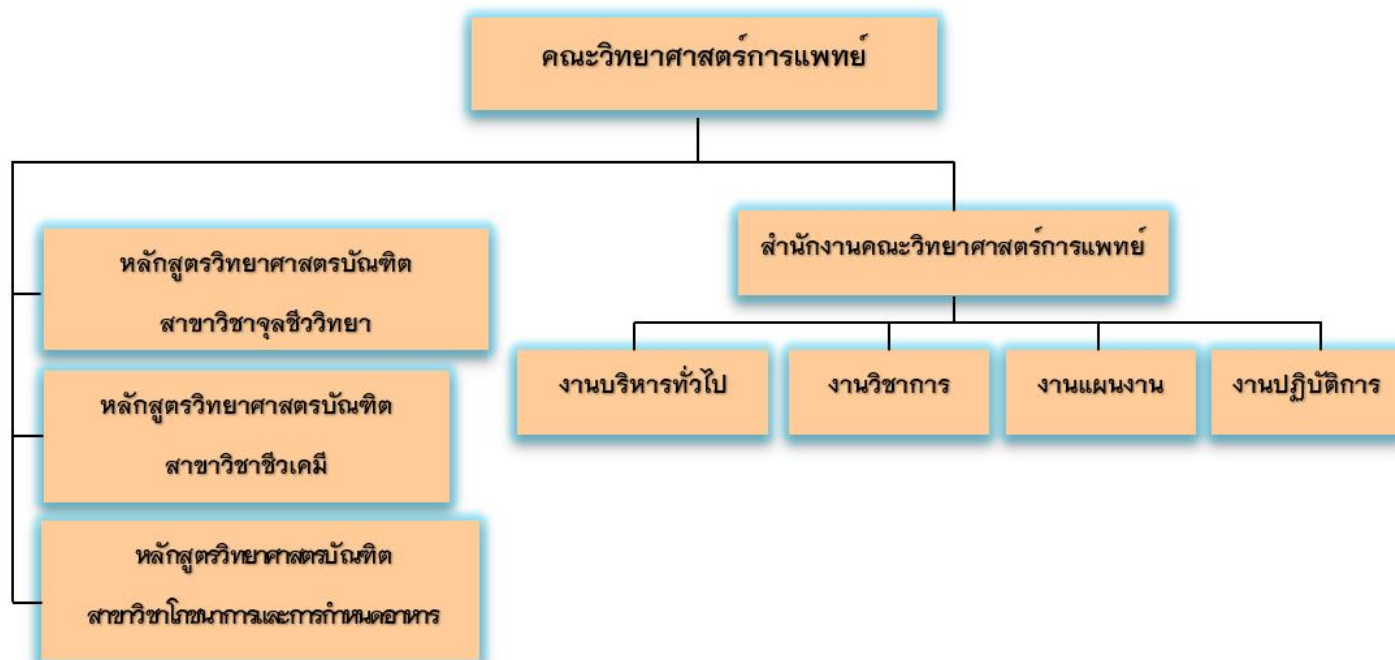 คณะวิทยาศาสตร์การแพทย์
หลักสูตรวิทยาศาสตรบัณฑิต
สาขาวิชาจุลชีววิทยา
หลักสูตรวิทยาศาสตรบัณฑิต
สาขาวิชาชีวเคมี
หลักสูตรวิทยาศาสตรบัณฑิต
สาขาวิชาโภชนาการและการกำหนดอาหาร
สำนักงานคณะวิทยาศาสตร์การแพทย์
งานบริหารทั่วไป
งานวิชาการ
งานแผนงาน
งานปฏิบัติการ